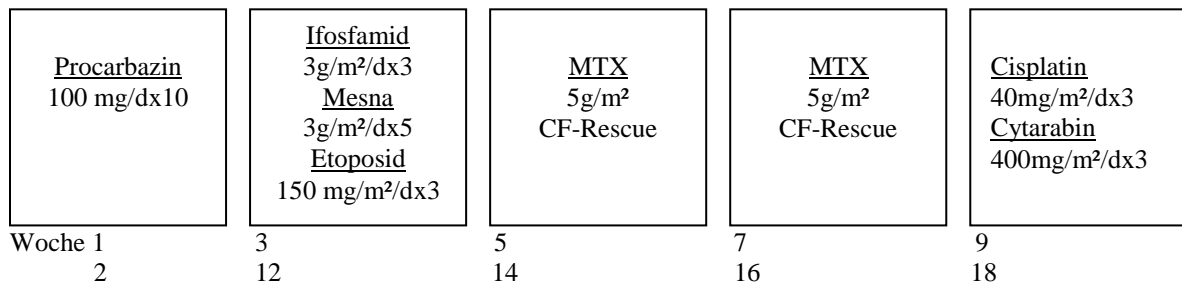 Procarbazin
100 mg/dx10
Ifosfamid
3g/m²/dx3
Mesna
3g/m²/dx5
Etoposid
150 mg/m²/dx3
MTX
5g/m²
CF-Rescue
MTX
5g/m²
CF-Rescue
Cisplatin
40mg/m²/dx3
Cytarabin
400mg/m²/dx3
Woche 1 3 5 7 9
2 12 14 16 18